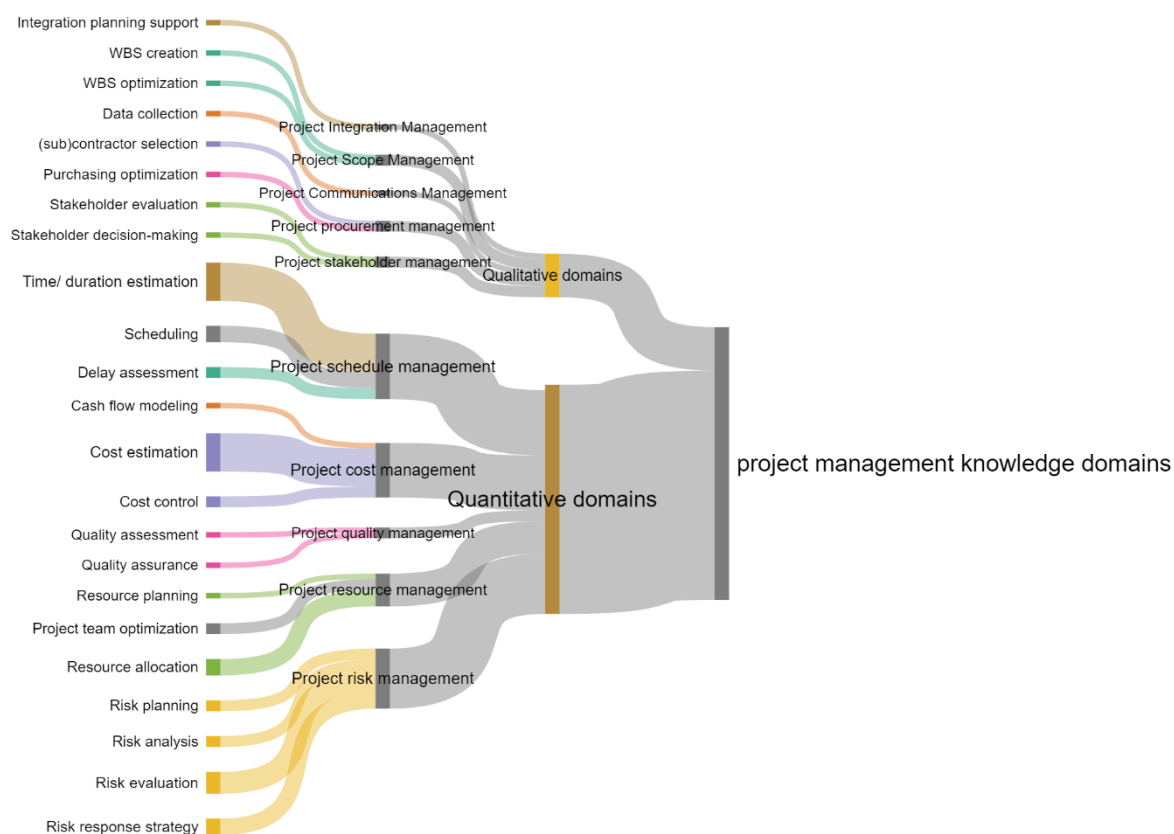 Integration planning support
WBS creation
WBS optimization
Data collection
(sub)contractor selection
Purchasing optimization
Stakeholder evaluation
Stakeholder decision-making
Time/ duration estimation
Scheduling
Delay assessment
Cash flow modeling
Cost estimation
Cost control
Quality assessment
Quality assurance
Resource planning
Project team optimization
Resource allocation
Risk planning
Risk analysis
Risk evaluation
Risk response strategy
Project Integration Management
Project Scope Management
Project Communications Management
Project procurement management
Project stakeholder management
Project schedule management
Project cost management
Project quality management
Project resource management
Project risk management
Qualitative domains
Quantitative domains
project management knowledge domains